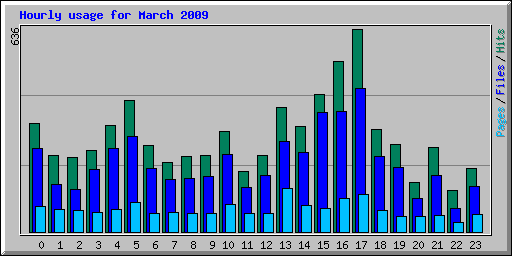 Hourly usage for March 2009
636
Pages/Files/Hits
0 1 2 3 4 5 6 7 8 9 10 11 12 13 14 15 16 17 18 19 20 21 22 23